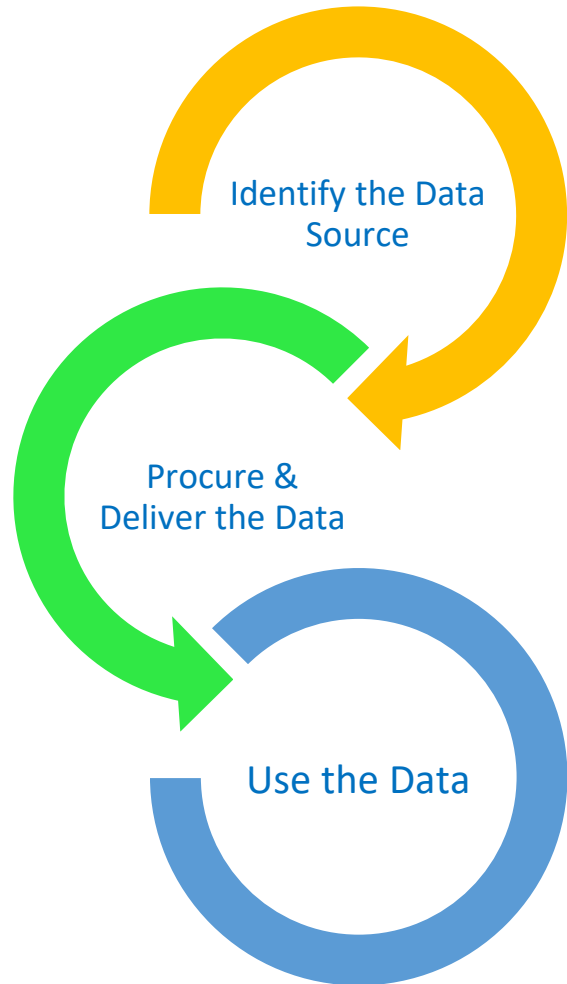 Identify the Data
Source
Procure &
Deliver the Data
Use the Data